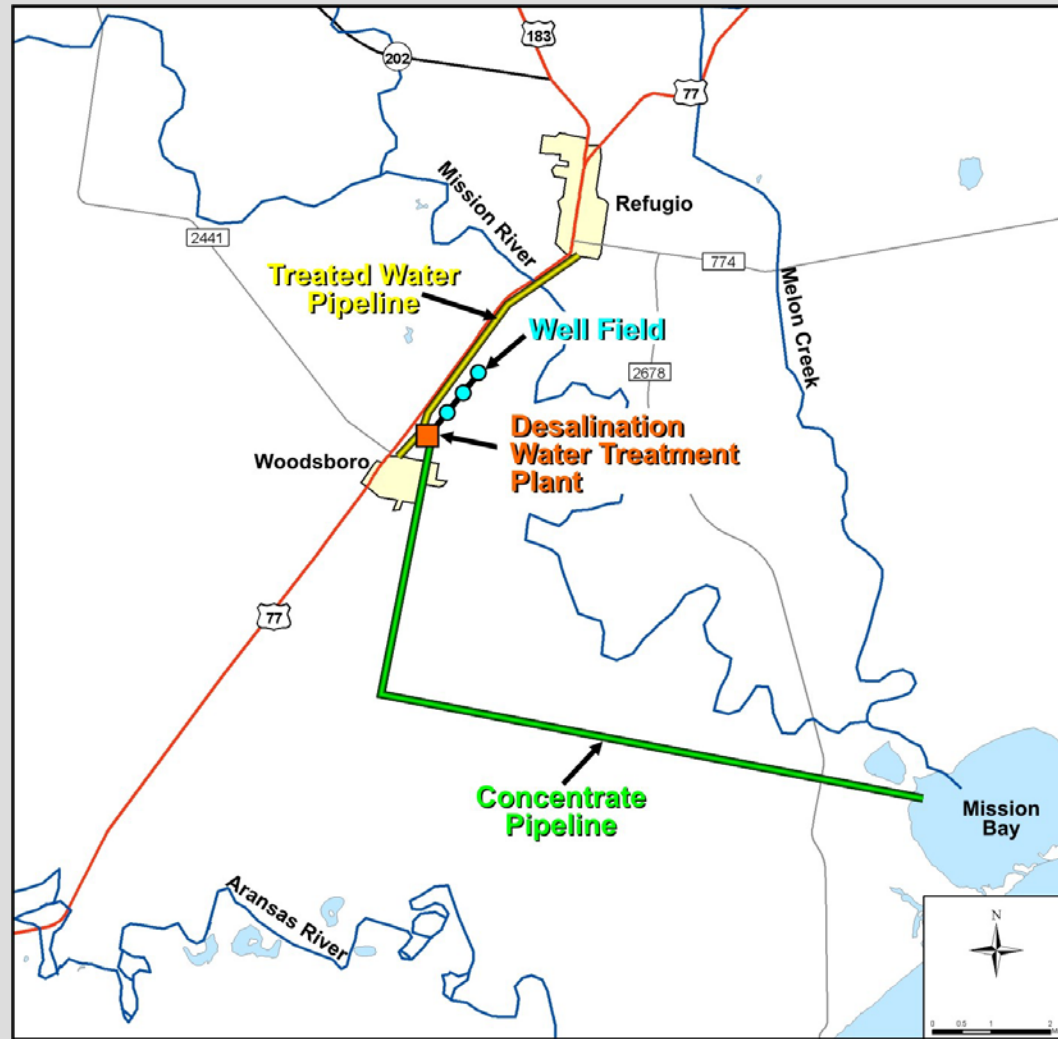 183
202
77
Refugio
Mission River
2441
774
Treated Water
Pipeline
Well Field
Melon Creek
2678
Desalination
Water Treatment
Plant
Woodsboro
77
Concentrate
Pipeline
Mission
Bay
Aransas River
N
0 0.5 1 2